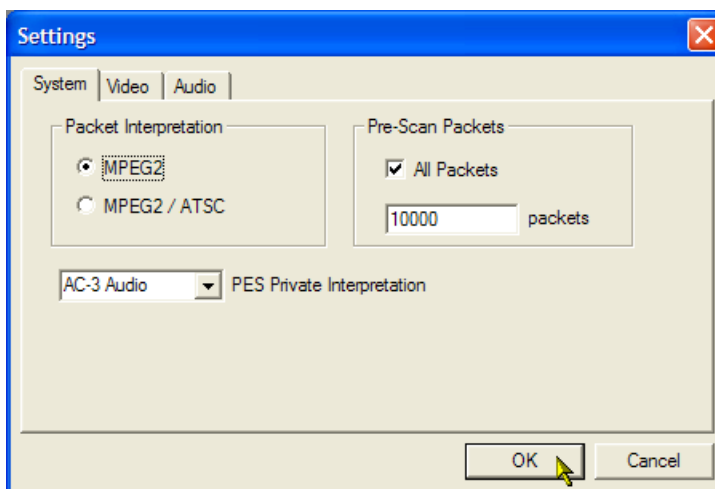 Settings
System Video Audio
Packet Interpretation
MPEG2
MPEG2 / ATSC
Pre-Scan Packets
All Packets
10000 packets
AC-3 Audio PES Private Interpretation
OK Cancel